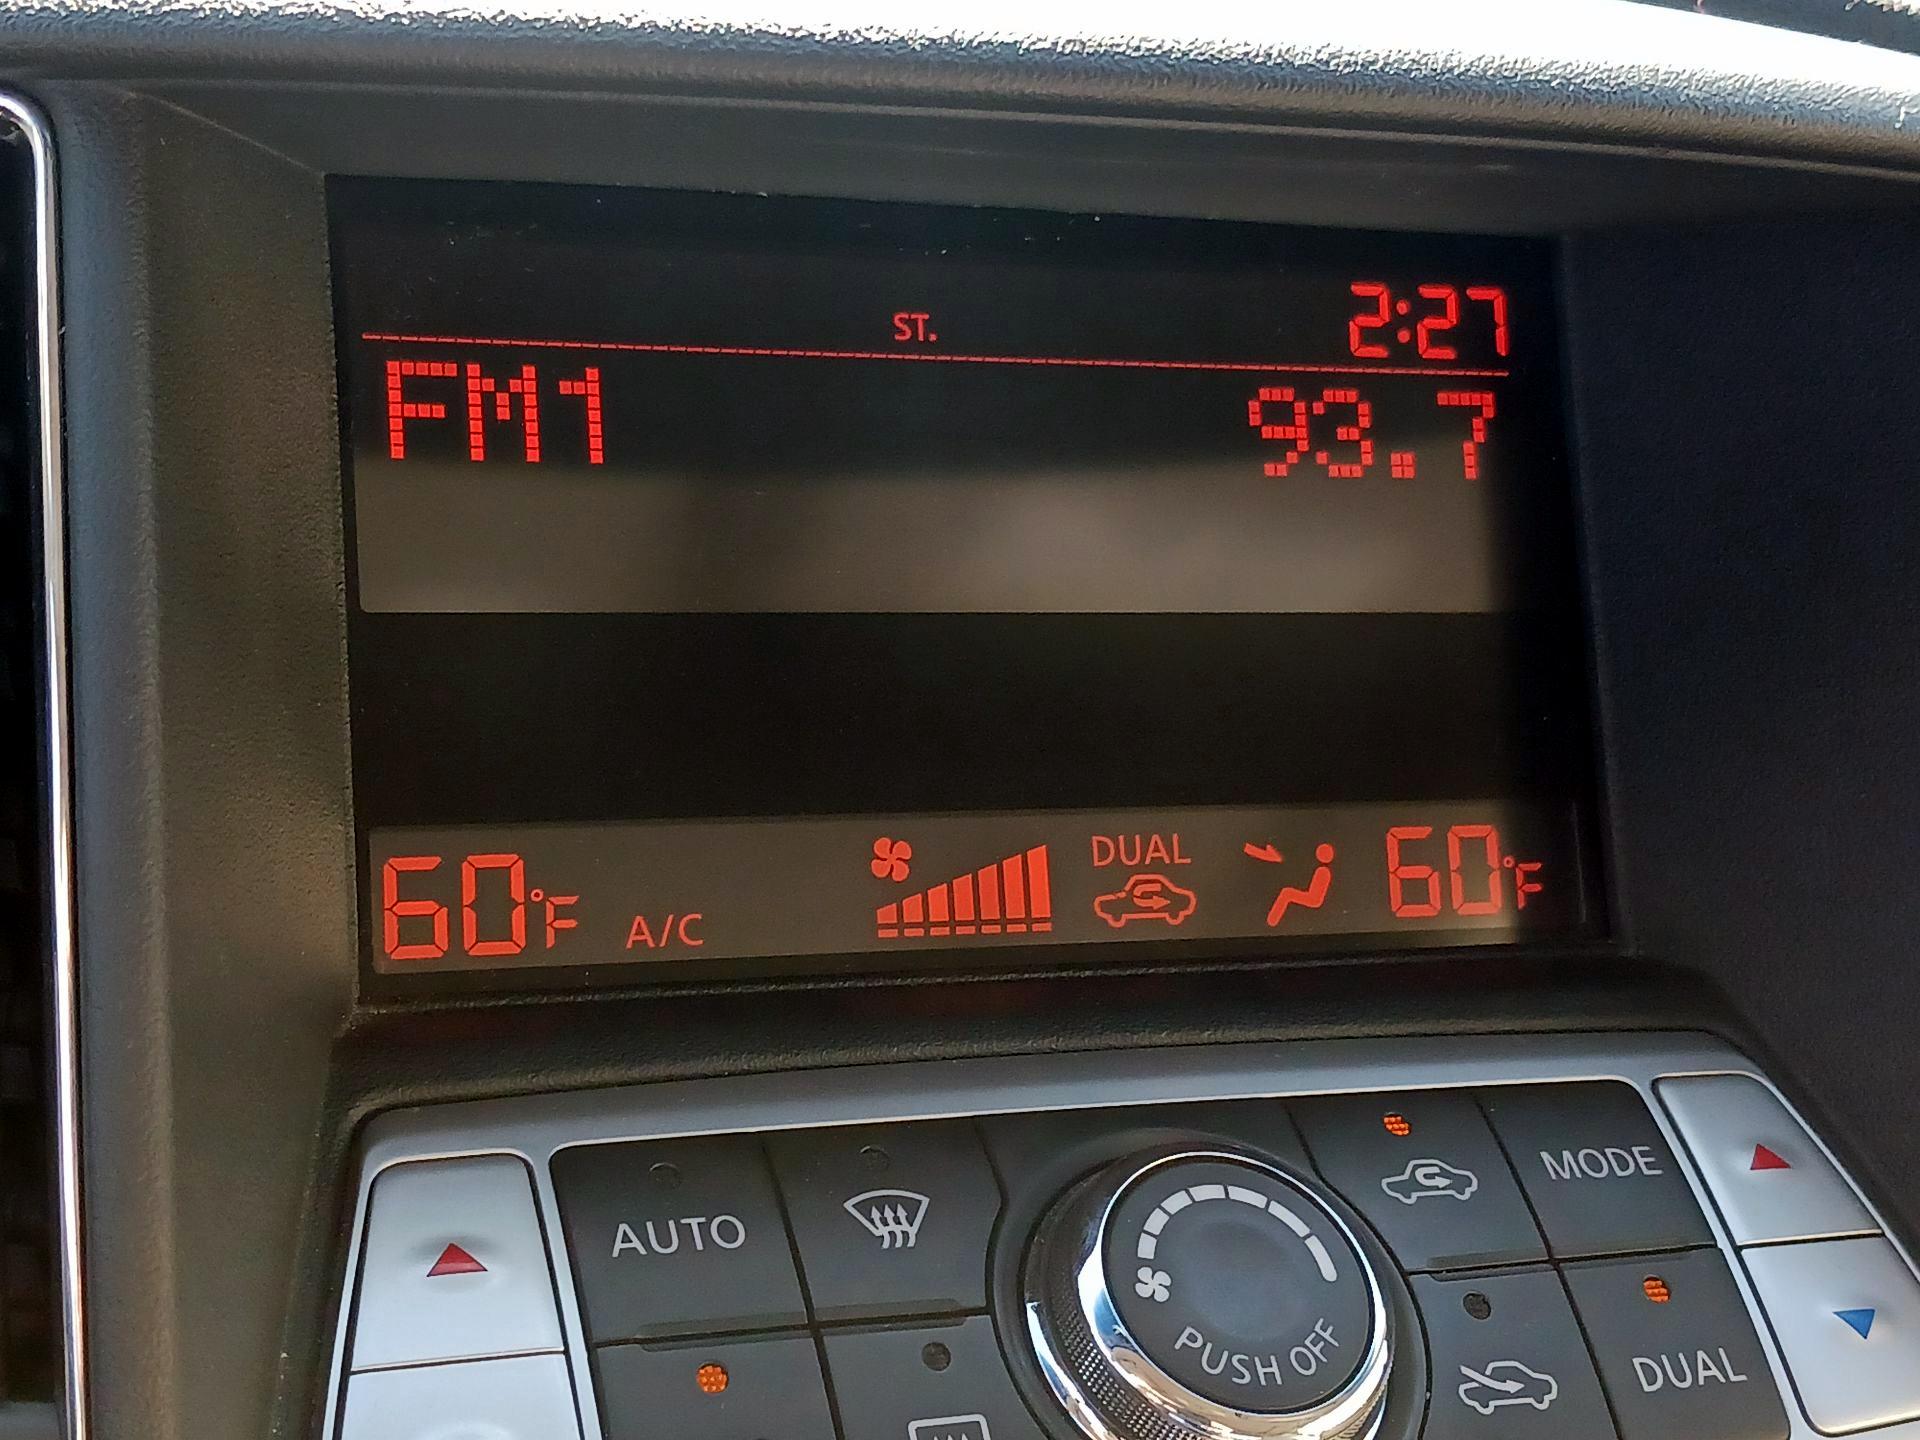 ST. 2:27
FM1 93.7
DUAL
60°F A/C 60°F
AUTO
MODE
PUSH OFF
DUAL